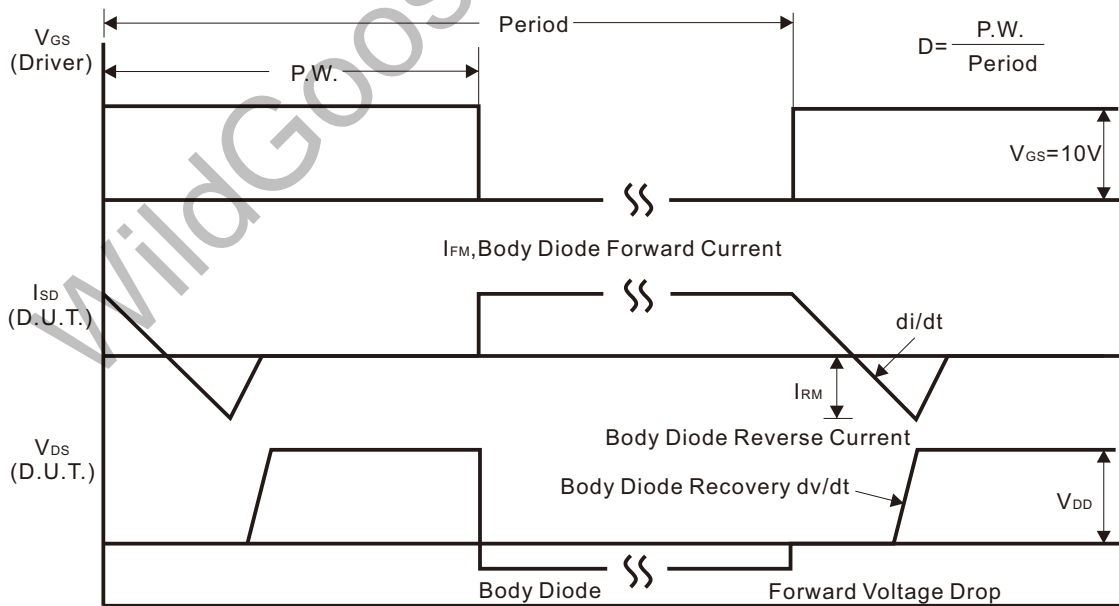 Period
VGS
(Driver)
P.W.
D= P.W.
Period
VGS=10V
IFM,Body Diode Forward Current
ISD
(D.U.T.)
di/dt
IRM
Body Diode Reverse Current
VDS
(D.U.T.)
Body Diode Recovery dv/dt
VDD
Body Diode
Forward Voltage Drop